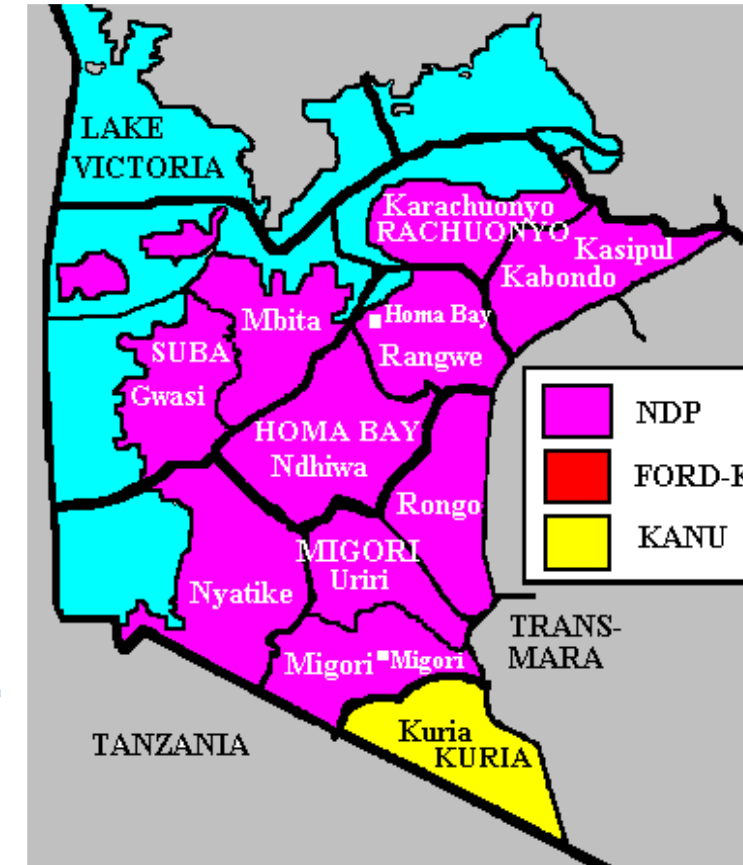 LAKE
VICTORIA
Karachuonyo
RACHUONYO
Kasipul
Kabondo
Mbita
Homa Bay
SUBA
Rangwe
Gwasi
NDP
HOMA BAY
Ndhiwa
FORD-K
Rongo
KANU
MIGORI
Uriri
Nyatike
TRANS-
MARA
Migori
Migori
Kuria
KURIA
TANZANIA